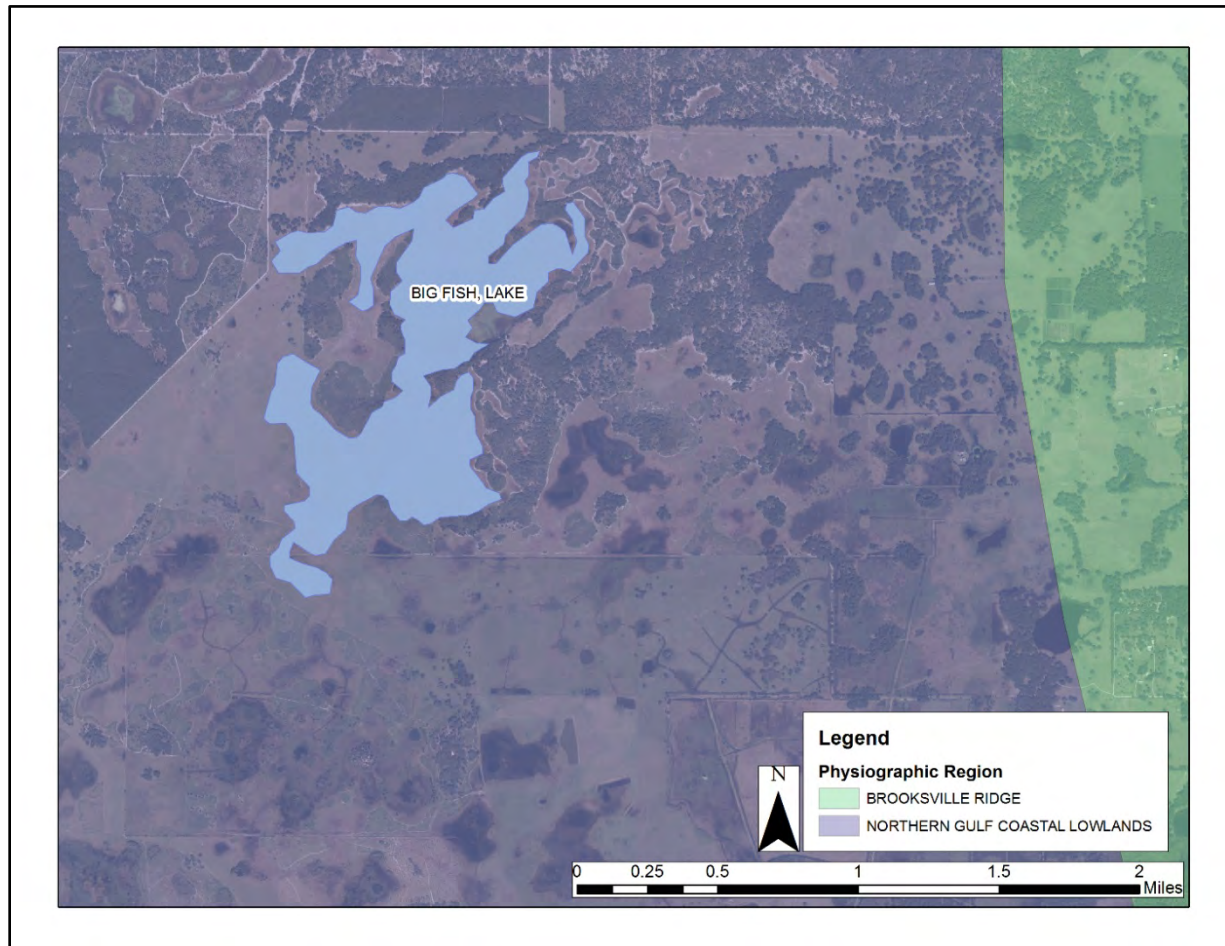 BIG FISH, LAKE
Legend
Physiographic Region
BROOKSVILLE RIDGE
NORTHERN GULF COASTAL LOWLANDS
N
0 0.25 0.5 1 1.5 2
Miles